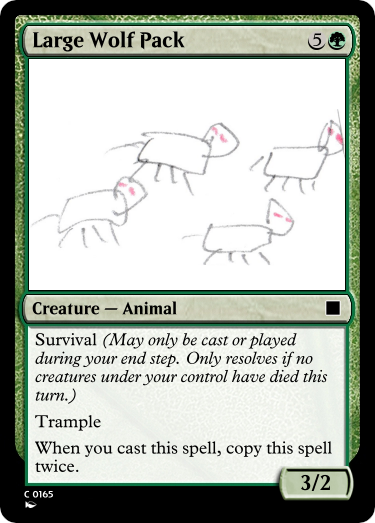 Large Wolf Pack 5
Creature — Animal
Survival (May only be cast or played
during your end step. Only resolves if no
creatures under your control have died this
turn.)
Trample
When you cast this spell, copy this spell
twice.
3/2
C 0165